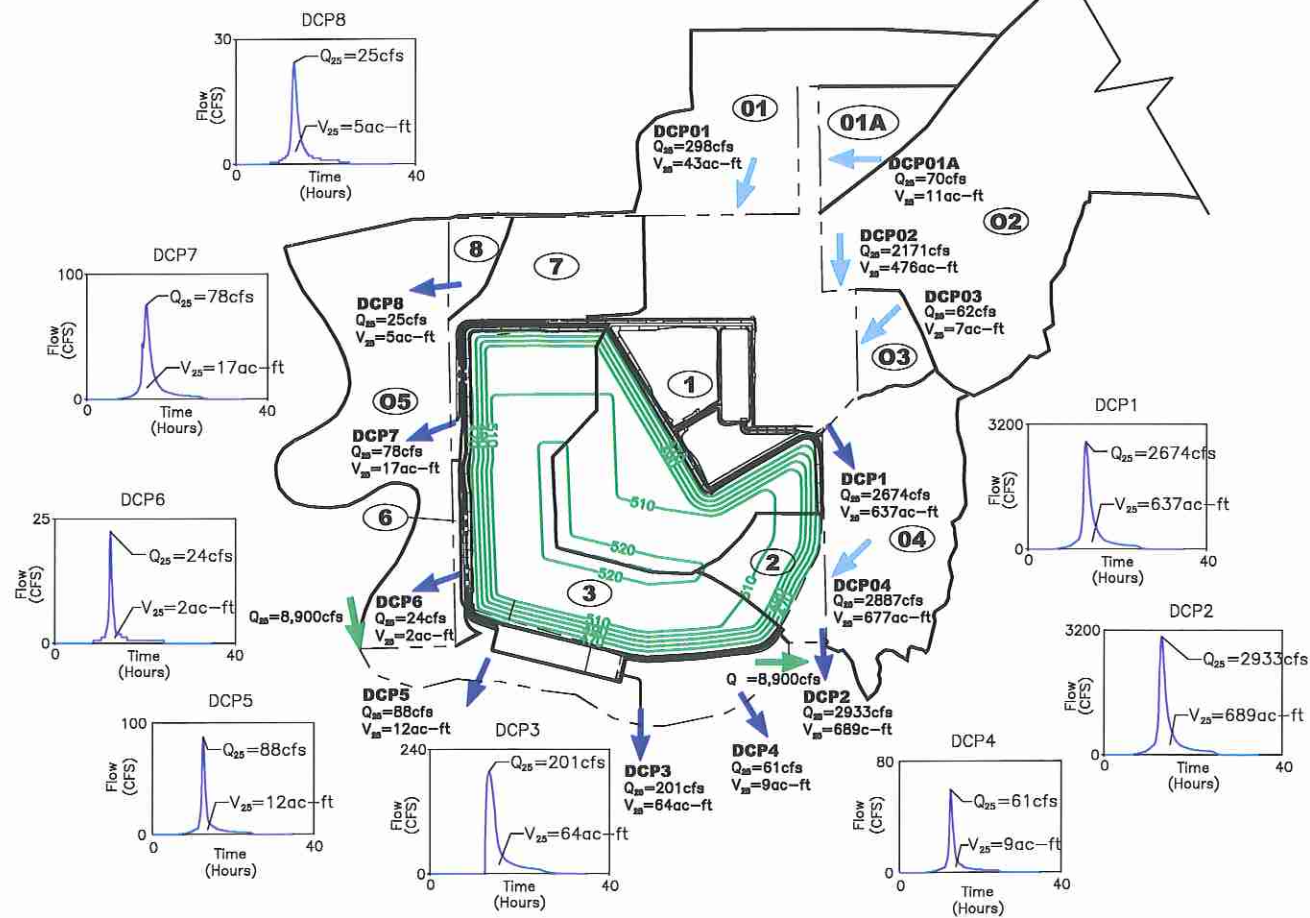 DCP8
30
Flow
(CFS)
Q₂₅=25cfs
V₂₅=5ac-ft
0
0
Time
(Hours)
40
DCP7
100
Flow
(CFS)
Q₂₅=78cfs
V₂₅=17ac-ft
0
0
Time
(Hours)
40
DCP6
25
Flow
(CFS)
Q₂₅=24cfs
V₂₅=2ac-ft
0
0
Time
(Hours)
40
DCP5
100
Flow
(CFS)
Q₂₅=88cfs
V₂₅=12ac-ft
0
0
Time
(Hours)
40
DCP3
240
Flow
(CFS)
Q₂₅=201cfs
V₂₅=64ac-ft
0
0
Time
(Hours)
40
DCP4
80
Flow
(CFS)
Q₂₅=61cfs
V₂₅=9ac-ft
0
0
Time
(Hours)
40
DCP1
3200
Flow
(CFS)
Q₂₅=2674cfs
V₂₅=637ac-ft
0
0
Time
(Hours)
40
DCP2
3200
Flow
(CFS)
Q₂₅=2933cfs
V₂₅=689ac-ft
0
0
Time
(Hours)
40
O1
DCP01
Q₂₅=298cfs
V₂₅=43ac-ft
O1A
DCP01A
Q₂₅=70cfs
V₂₅=11ac-ft
O2
DCP02
Q₂₅=2171cfs
V₂₅=476ac-ft
DCP03
Q₂₅=62cfs
V₂₅=7ac-ft
O3
8
7
DCP8
Q₂₅=25cfs
V₂₅=5ac-ft
O5
1
DCP7
Q₂₅=78cfs
V₂₅=17ac-ft
DCP1
Q₂₅=2674cfs
V₂₅=637ac-ft
6
O4
510
520
520
510
510
2
3
DCP04
Q₂₅=2887cfs
V₂₅=677ac-ft
Q₂₅=8,900cfs
DCP6
Q₂₅=24cfs
V₂₅=2ac-ft
Q =8,900cfs
DCP5
Q₂₅=88cfs
V₂₅=12ac-ft
DCP2
Q₂₅=2933cfs
V₂₅=689c-ft
DCP4
Q₂₅=61cfs
V₂₅=9ac-ft
DCP3
Q₂₅=201cfs
V₂₅=64ac-ft